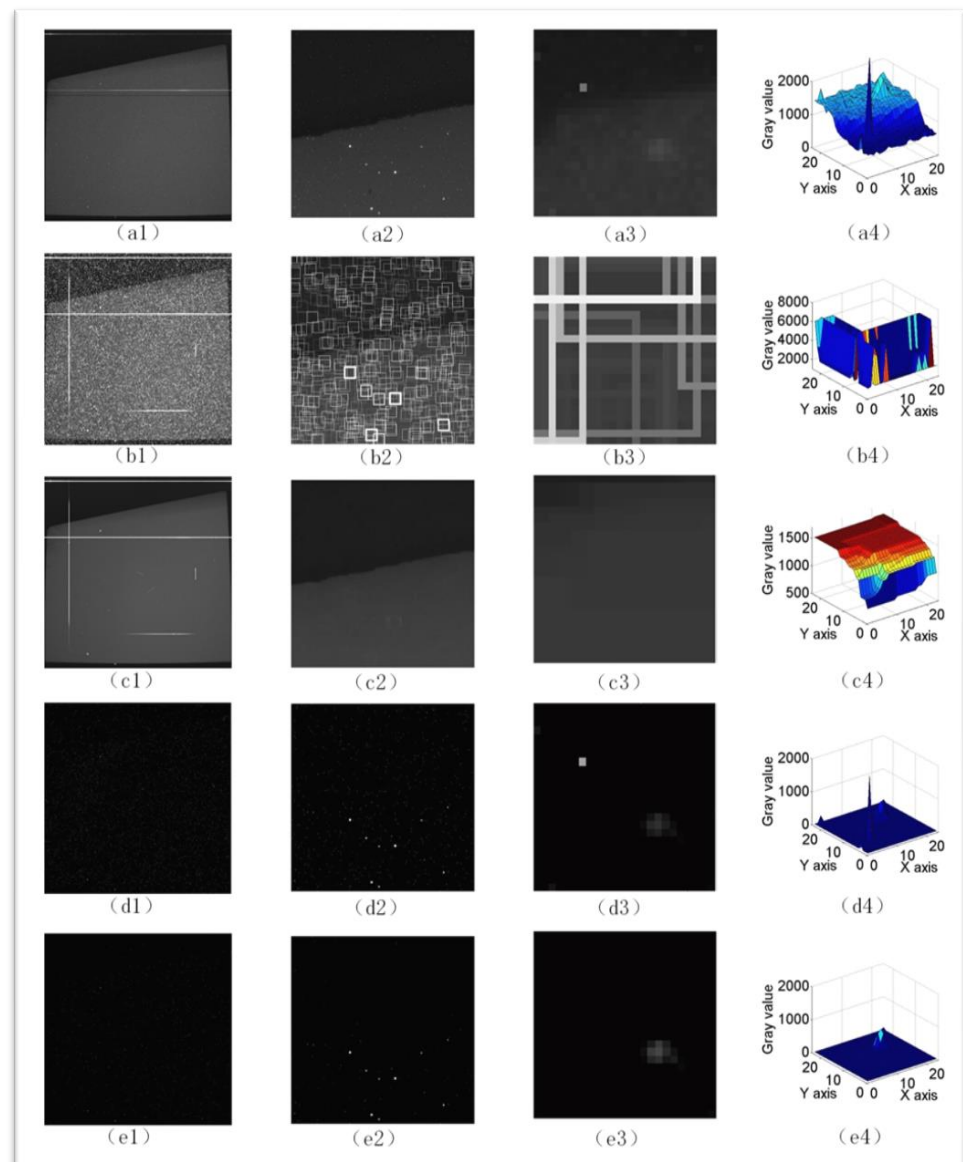 2000
1000
0
Gray value
20
10
0
Y axis
0
10
20
X axis
(a1)
(a2)
(a3)
(a4)
8000
6000
4000
2000
Gray value
20
10
0
Y axis
0
10
20
X axis
(b1)
(b2)
(b3)
(b4)
1500
1000
500
Gray value
20
10
0
Y axis
0
10
20
X axis
(c1)
(c2)
(c3)
(c4)
2000
1000
0
Gray value
20
10
0
Y axis
0
10
20
X axis
(d1)
(d2)
(d3)
(d4)
2000
1000
0
Gray value
20
10
0
Y axis
0
10
20
X axis
(e1)
(e2)
(e3)
(e4)